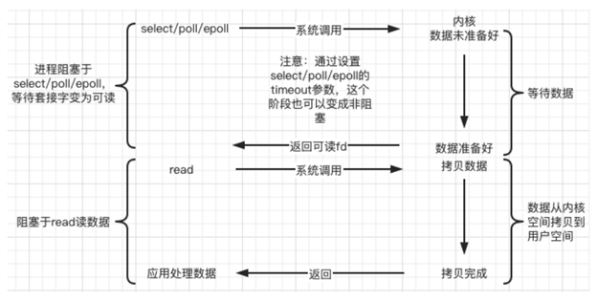 select/poll/epoll
系统调用
内核
数据未准备好
进程阻塞于
select/poll/epoll,
等待套接字变为可读
注意：通过设置
select/poll/epoll的
timeout参数，这个
阶段也可以变成非阻
塞
等待数据
返回可读fd
数据准备好
read
系统调用
拷贝数据
阻塞于read读数据
数据从内核
空间拷贝到
用户空间
应用处理数据
返回
拷贝完成